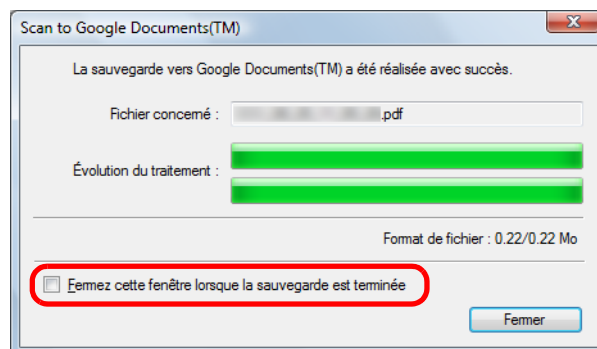 Scan to Google Documents(TM)
La sauvegarde vers Google Documents(TM) a été réalisée avec succès.
Fichier concerné : .pdf
Évolution du traitement :
Format de fichier : 0.22/0.22 Mo
Fermez cette fenêtre lorsque la sauvegarde est terminée
Fermer